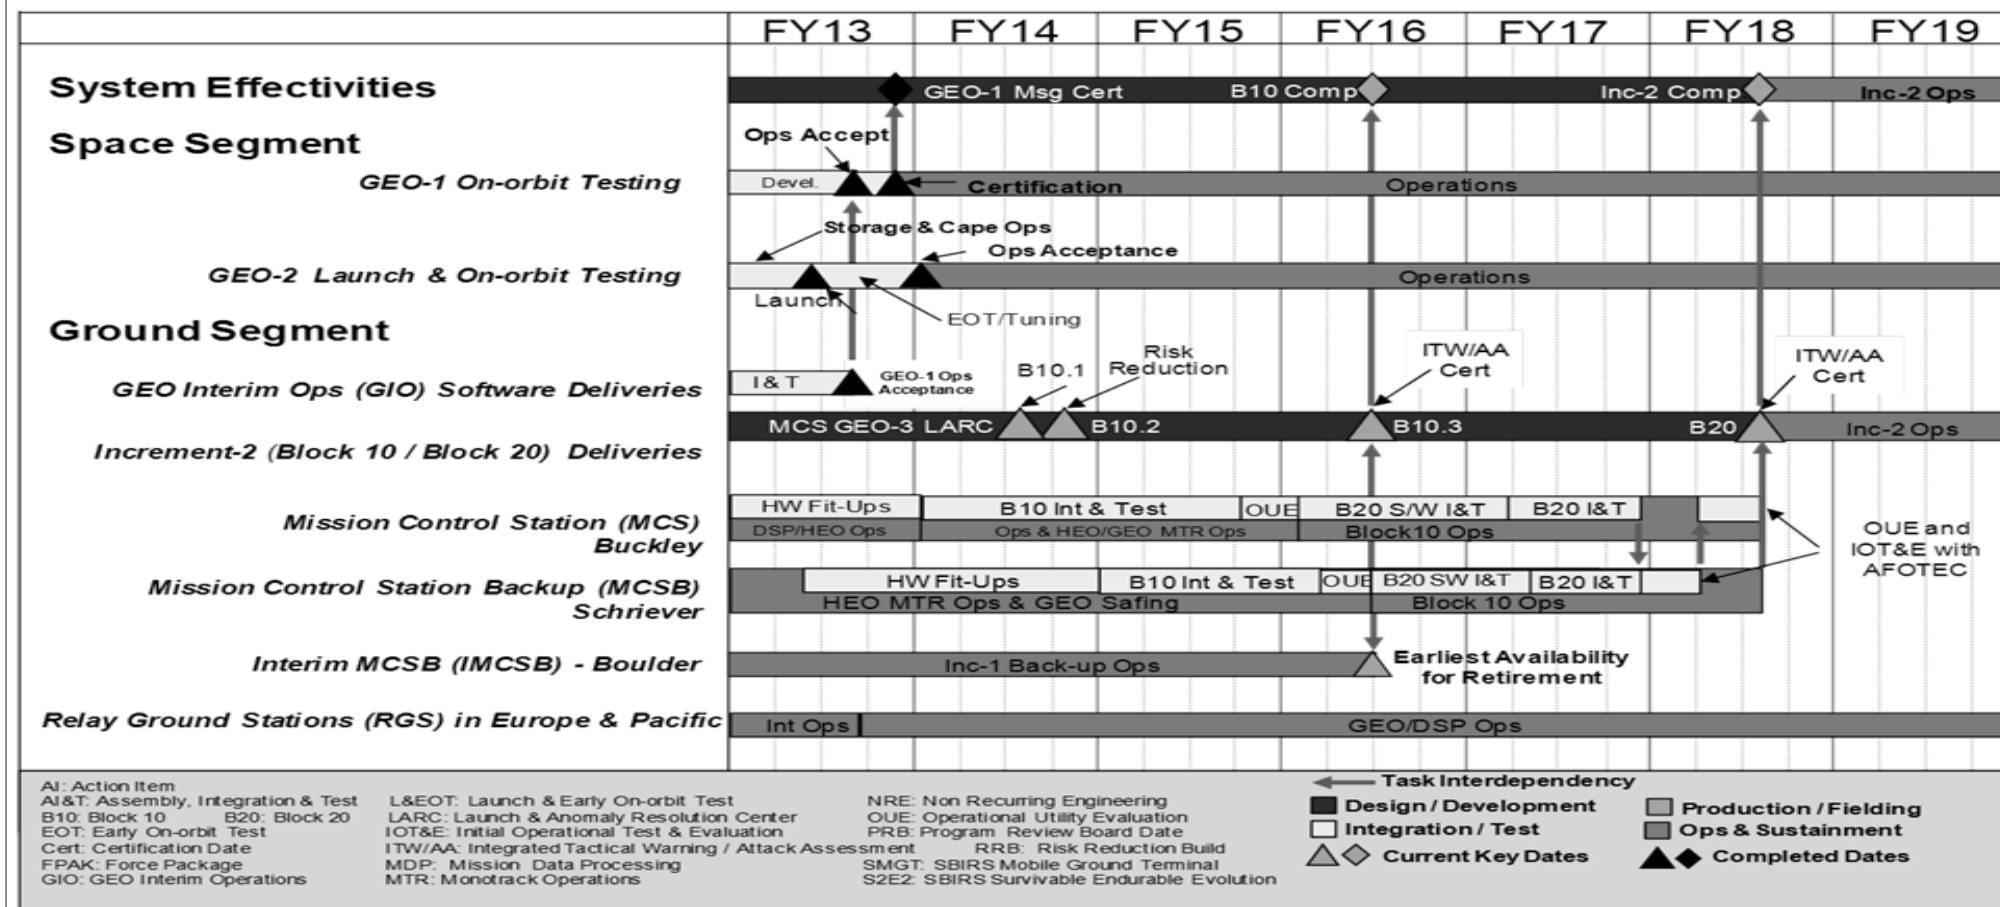 FY13 FY14 FY15 FY16 FY17 FY18 FY19
System Effectivities
GEO-1 Msg Cert
B10 Comp
Inc-2 Comp
Inc-2 Ops
Space Segment
Ops Accept
GEO-1 On-orbit Testing
Devel.
Certification
Operations
Storage & Cape Ops
Ops Acceptance
GEO-2 Launch & On-orbit Testing
Operations
Launch
EOT/Tuning
Ground Segment
GEO Interim Ops (GIO) Software Deliveries
I & T
GEO-1 Ops
Acceptance
B10.1
Risk
Reduction
ITW/AA
Cert
ITW/AA
Cert
MCS GEO-3 LARC
B10.2
B10.3
B20
Inc-2 Ops
Increment-2 (Block 10 / Block 20) Deliveries
Mission Control Station (MCS)
Buckley
HW Fit-Ups
B10 Int & Test
OUE
B20 S/W I&T
B20 I&T
DSP/HEO Ops
Ops & HEO/GEO MTR Ops
Block10 Ops
OUE and
IOT&E with
AFOTEC
Mission Control Station Backup (MCSB)
Schriever
HW Fit-Ups
B10 Int & Test
OUE
B20 SW I&T
B20 I&T
HEO MTR Ops & GEO Safing
Block 10 Ops
Interim MCSB (IMCSB) - Boulder
Inc-1 Back-up Ops
Earliest Availability
for Retirement
Relay Ground Stations (RGS) in Europe & Pacific
Int Ops
GEO/DSP Ops
AI: Action Item
AI&T: Assembly, Integration & Test
B10: Block 10 B20: Block 20
EOT: Early On-orbit Test
Cert: Certification Date
FPAK: Force Package
GIO: GEO Interim Operations
L&EOT: Launch & Early On-orbit Test
LARC: Launch & Anomaly Resolution Center
IOT&E: Initial Operational Test & Evaluation
ITW/AA: Integrated Tactical Warning / Attack Assessment
MDP: Mission Data Processing
MTR: Monotrack Operations
NRE: Non Recurring Engineering
OUE: Operational Utility Evaluation
PRB: Program Review Board Date
RRB: Risk Reduction Build
SMGT: SBIRS Mobile Ground Terminal
S2E2: SBIRS Survivable Endurable Evolution
Task Interdependency
Design / Development
Integration / Test
Current Key Dates
Production / Fielding
Ops & Sustainment
Completed Dates